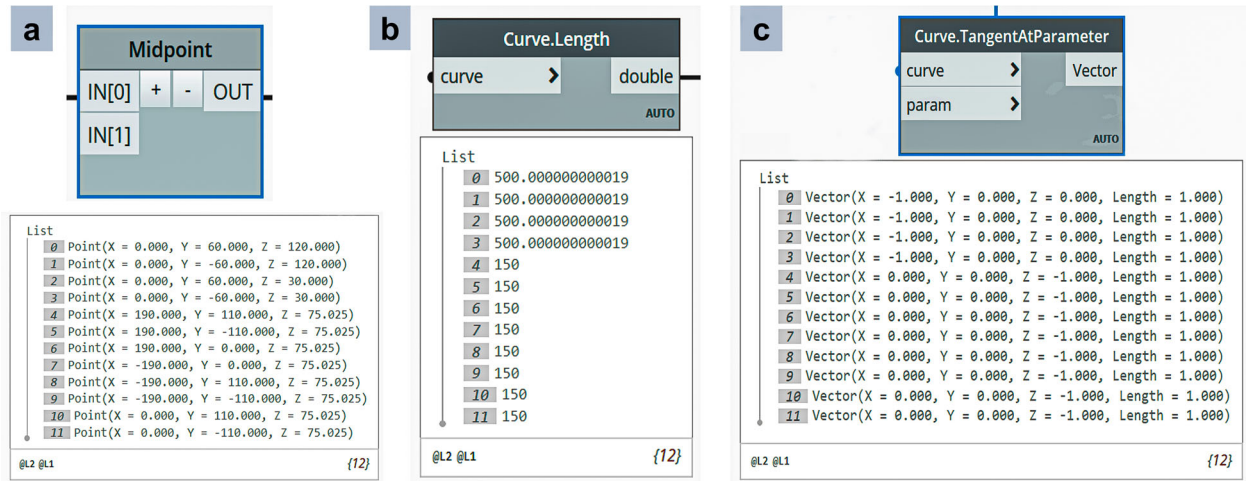 a
Midpoint
IN[0] + - OUT
IN[1]
List
0 Point(X = 0.000, Y = 60.000, Z = 120.000)
1 Point(X = 0.000, Y = -60.000, Z = 120.000)
2 Point(X = 0.000, Y = 60.000, Z = 30.000)
3 Point(X = 0.000, Y = -60.000, Z = 30.000)
4 Point(X = 190.000, Y = 110.000, Z = 75.025)
5 Point(X = 190.000, Y = -110.000, Z = 75.025)
6 Point(X = 190.000, Y = 0.000, Z = 75.025)
7 Point(X = -190.000, Y = 0.000, Z = 75.025)
8 Point(X = -190.000, Y = 110.000, Z = 75.025)
9 Point(X = -190.000, Y = -110.000, Z = 75.025)
10 Point(X = 0.000, Y = 110.000, Z = 75.025)
11 Point(X = 0.000, Y = -110.000, Z = 75.025)
@L2 @L1 {12}
b
Curve.Length
curve > double
AUTO
List
0 500.000000000019
1 500.000000000019
2 500.000000000019
3 500.000000000019
4 150
5 150
6 150
7 150
8 150
9 150
10 150
11 150
@L2 @L1 {12}
c
Curve.TangentAtParameter
curve > Vector
param >
AUTO
List
0 Vector(X = -1.000, Y = 0.000, Z = 0.000, Length = 1.000)
1 Vector(X = -1.000, Y = 0.000, Z = 0.000, Length = 1.000)
2 Vector(X = -1.000, Y = 0.000, Z = 0.000, Length = 1.000)
3 Vector(X = -1.000, Y = 0.000, Z = 0.000, Length = 1.000)
4 Vector(X = 0.000, Y = 0.000, Z = -1.000, Length = 1.000)
5 Vector(X = 0.000, Y = 0.000, Z = -1.000, Length = 1.000)
6 Vector(X = 0.000, Y = 0.000, Z = -1.000, Length = 1.000)
7 Vector(X = 0.000, Y = 0.000, Z = -1.000, Length = 1.000)
8 Vector(X = 0.000, Y = 0.000, Z = -1.000, Length = 1.000)
9 Vector(X = 0.000, Y = 0.000, Z = -1.000, Length = 1.000)
10 Vector(X = 0.000, Y = 0.000, Z = -1.000, Length = 1.000)
11 Vector(X = 0.000, Y = 0.000, Z = -1.000, Length = 1.000)
@L2 @L1 {12}